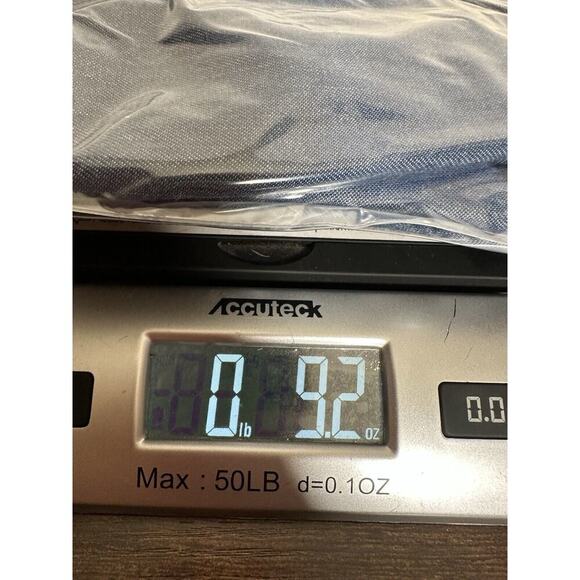 ACCUTECK
0 lb 9.2 oz
0.0
Max : 50LB d=0.1OZ